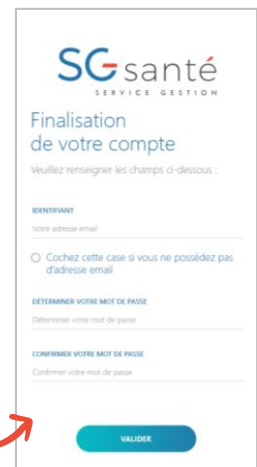 SG santé
SERVICE GESTION
Finalisation
de votre compte
Veuillez renseigner les champs ci-dessous :
IDENTIFIANT
Votre adresse email
Cochez cette case si vous ne possédez pas
d'adresse email
DÉTERMINER VOTRE MOT DE PASSE
Déterminer votre mot de passe
CONFIRMER VOTRE MOT DE PASSE
Confirmer votre mot de passe
VALIDER